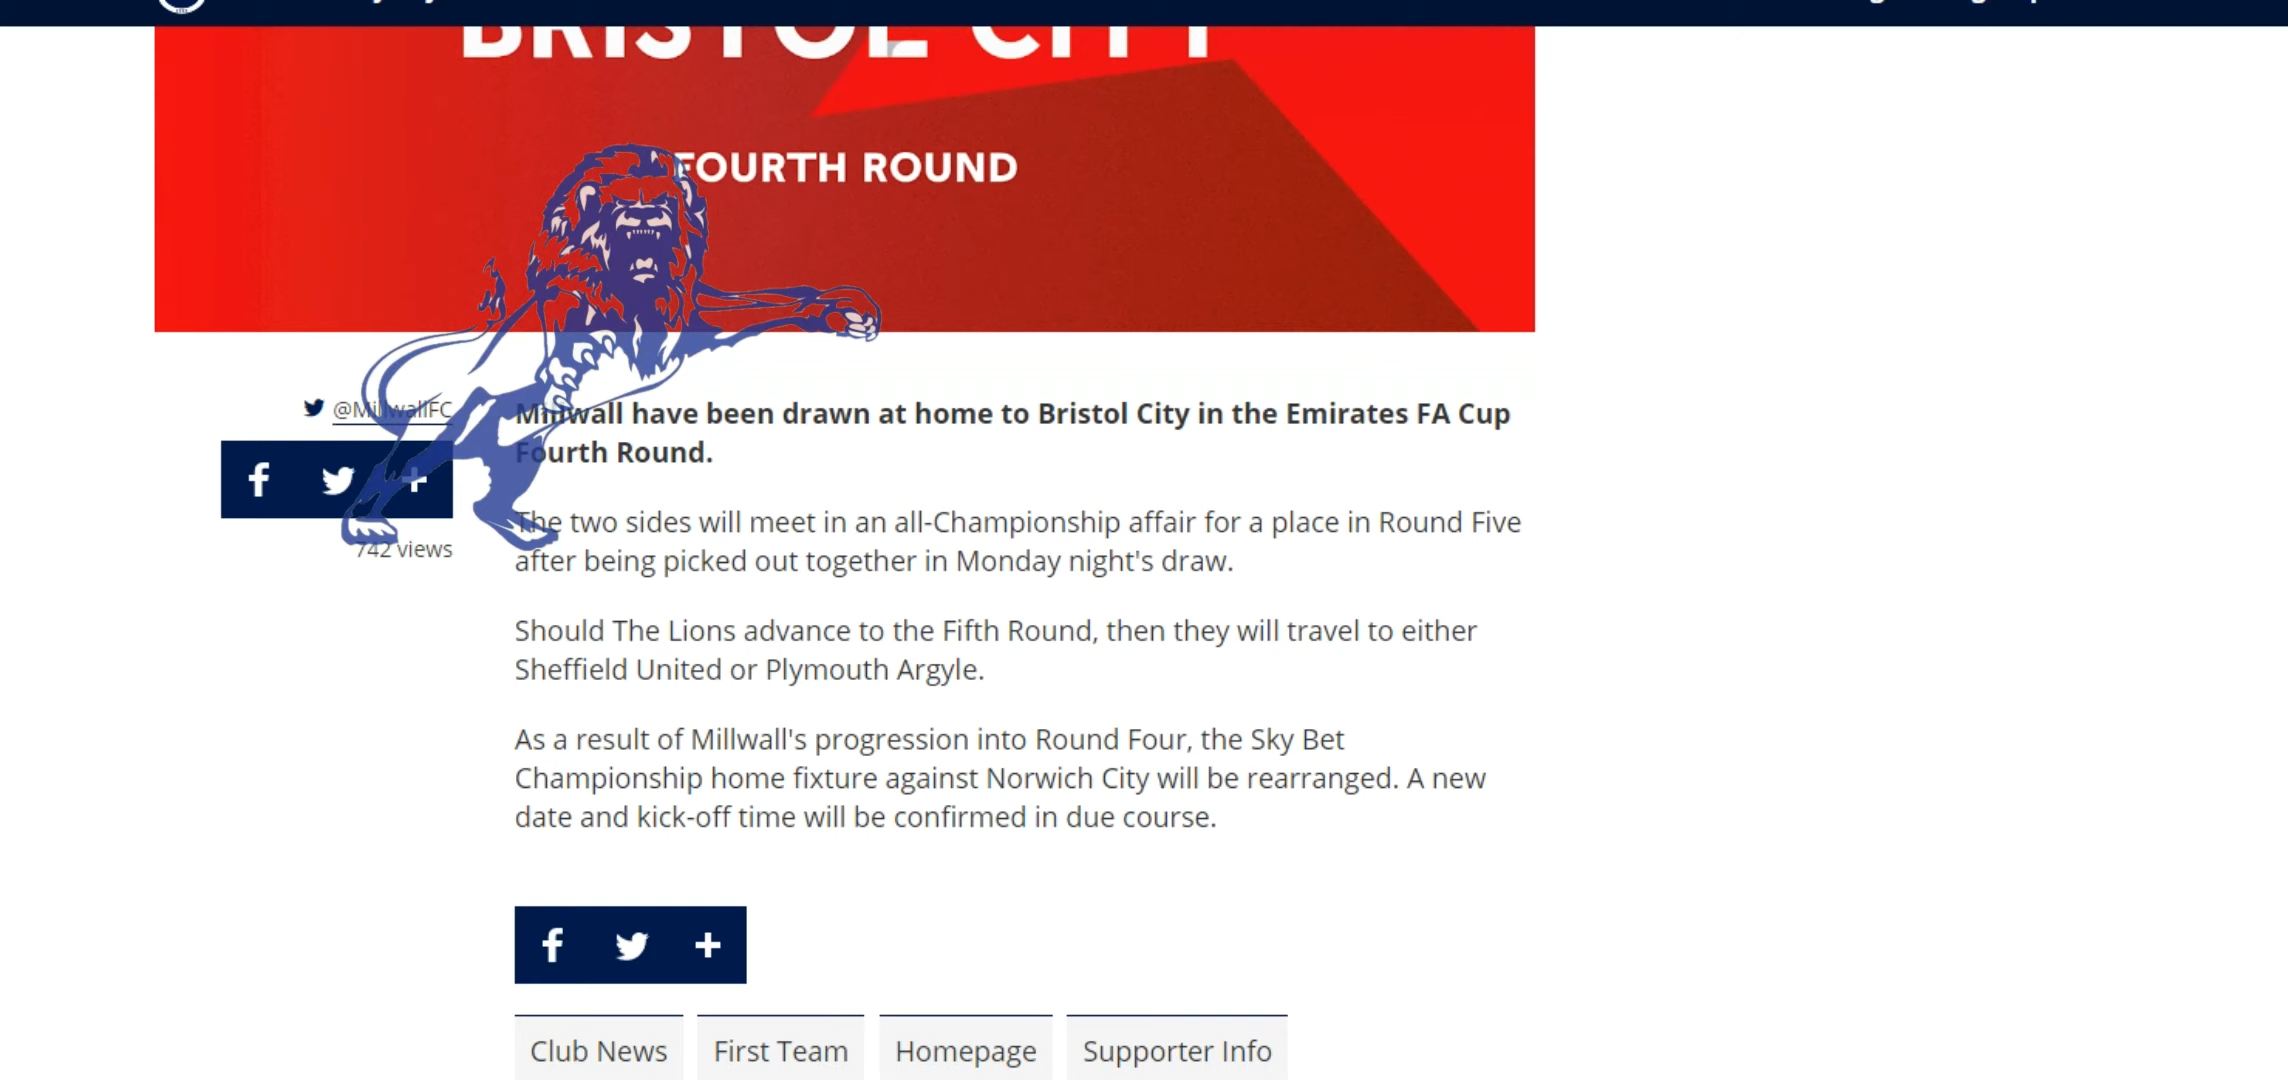 BRISTOL CITY
FOURTH ROUND
@MillwallFC
742 views
Millwall have been drawn at home to Bristol City in the Emirates FA Cup
Fourth Round.
The two sides will meet in an all-Championship affair for a place in Round Five
after being picked out together in Monday night's draw.
Should The Lions advance to the Fifth Round, then they will travel to either
Sheffield United or Plymouth Argyle.
As a result of Millwall's progression into Round Four, the Sky Bet
Championship home fixture against Norwich City will be rearranged. A new
date and kick-off time will be confirmed in due course.
Club News
First Team
Homepage
Supporter Info